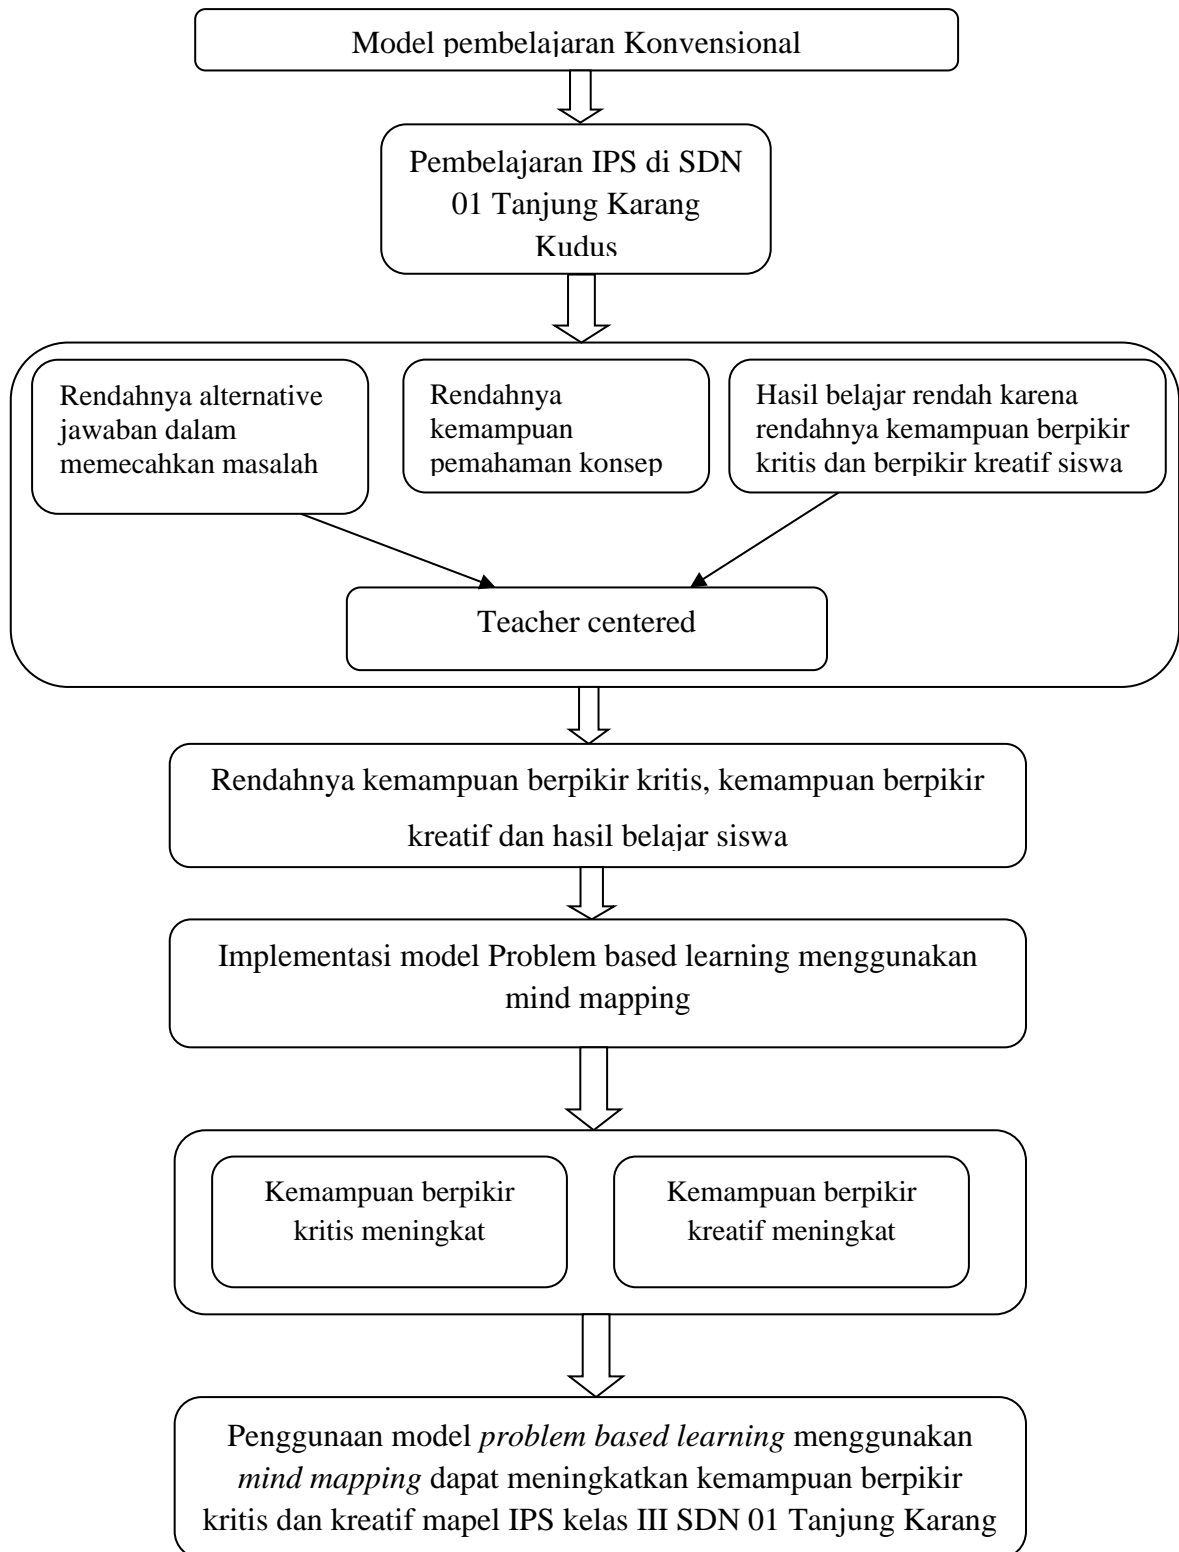 Model pembelajaran Konvensional
Pembelajaran IPS di SDN
01 Tanjung Karang
Kudus
Rendahnya alternative
jawaban dalam
memecahkan masalah
Rendahnya
kemampuan
pemahaman konsep
Hasil belajar rendah karena
rendahnya kemampuan berpikir
kritis dan berpikir kreatif siswa
Teacher centered
Rendahnya kemampuan berpikir kritis, kemampuan berpikir
kreatif dan hasil belajar siswa
Implementasi model Problem based learning menggunakan
mind mapping
Kemampuan berpikir
kritis meningkat
Kemampuan berpikir
kreatif meningkat
Penggunaan model problem based learning menggunakan
mind mapping dapat meningkatkan kemampuan berpikir
kritis dan kreatif mapel IPS kelas III SDN 01 Tanjung Karang